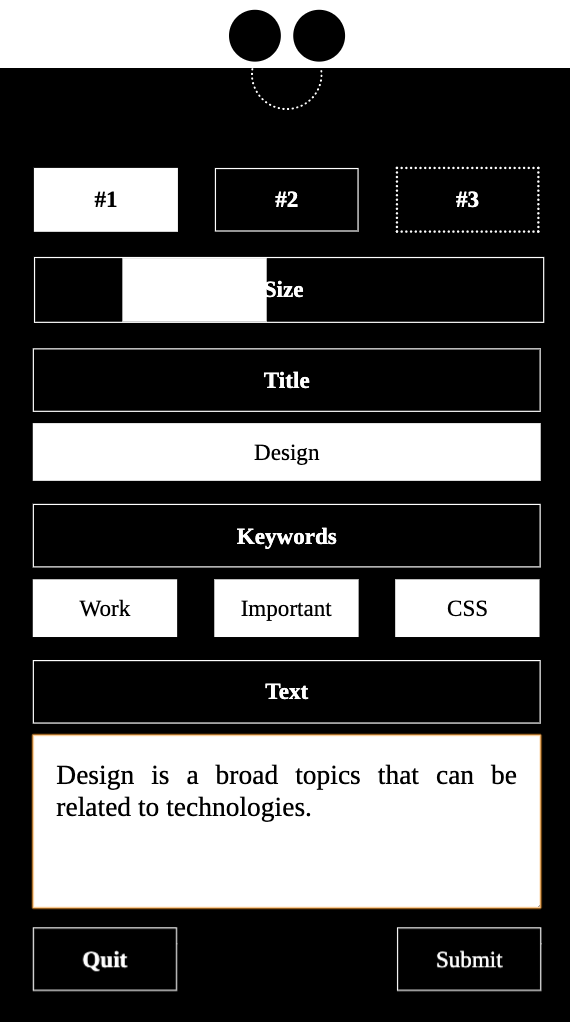 #1 #2 #3
Size
Title
Design
Keywords
Work Important CSS
Text
Design is a broad topics that can be
related to technologies.
Quit Submit